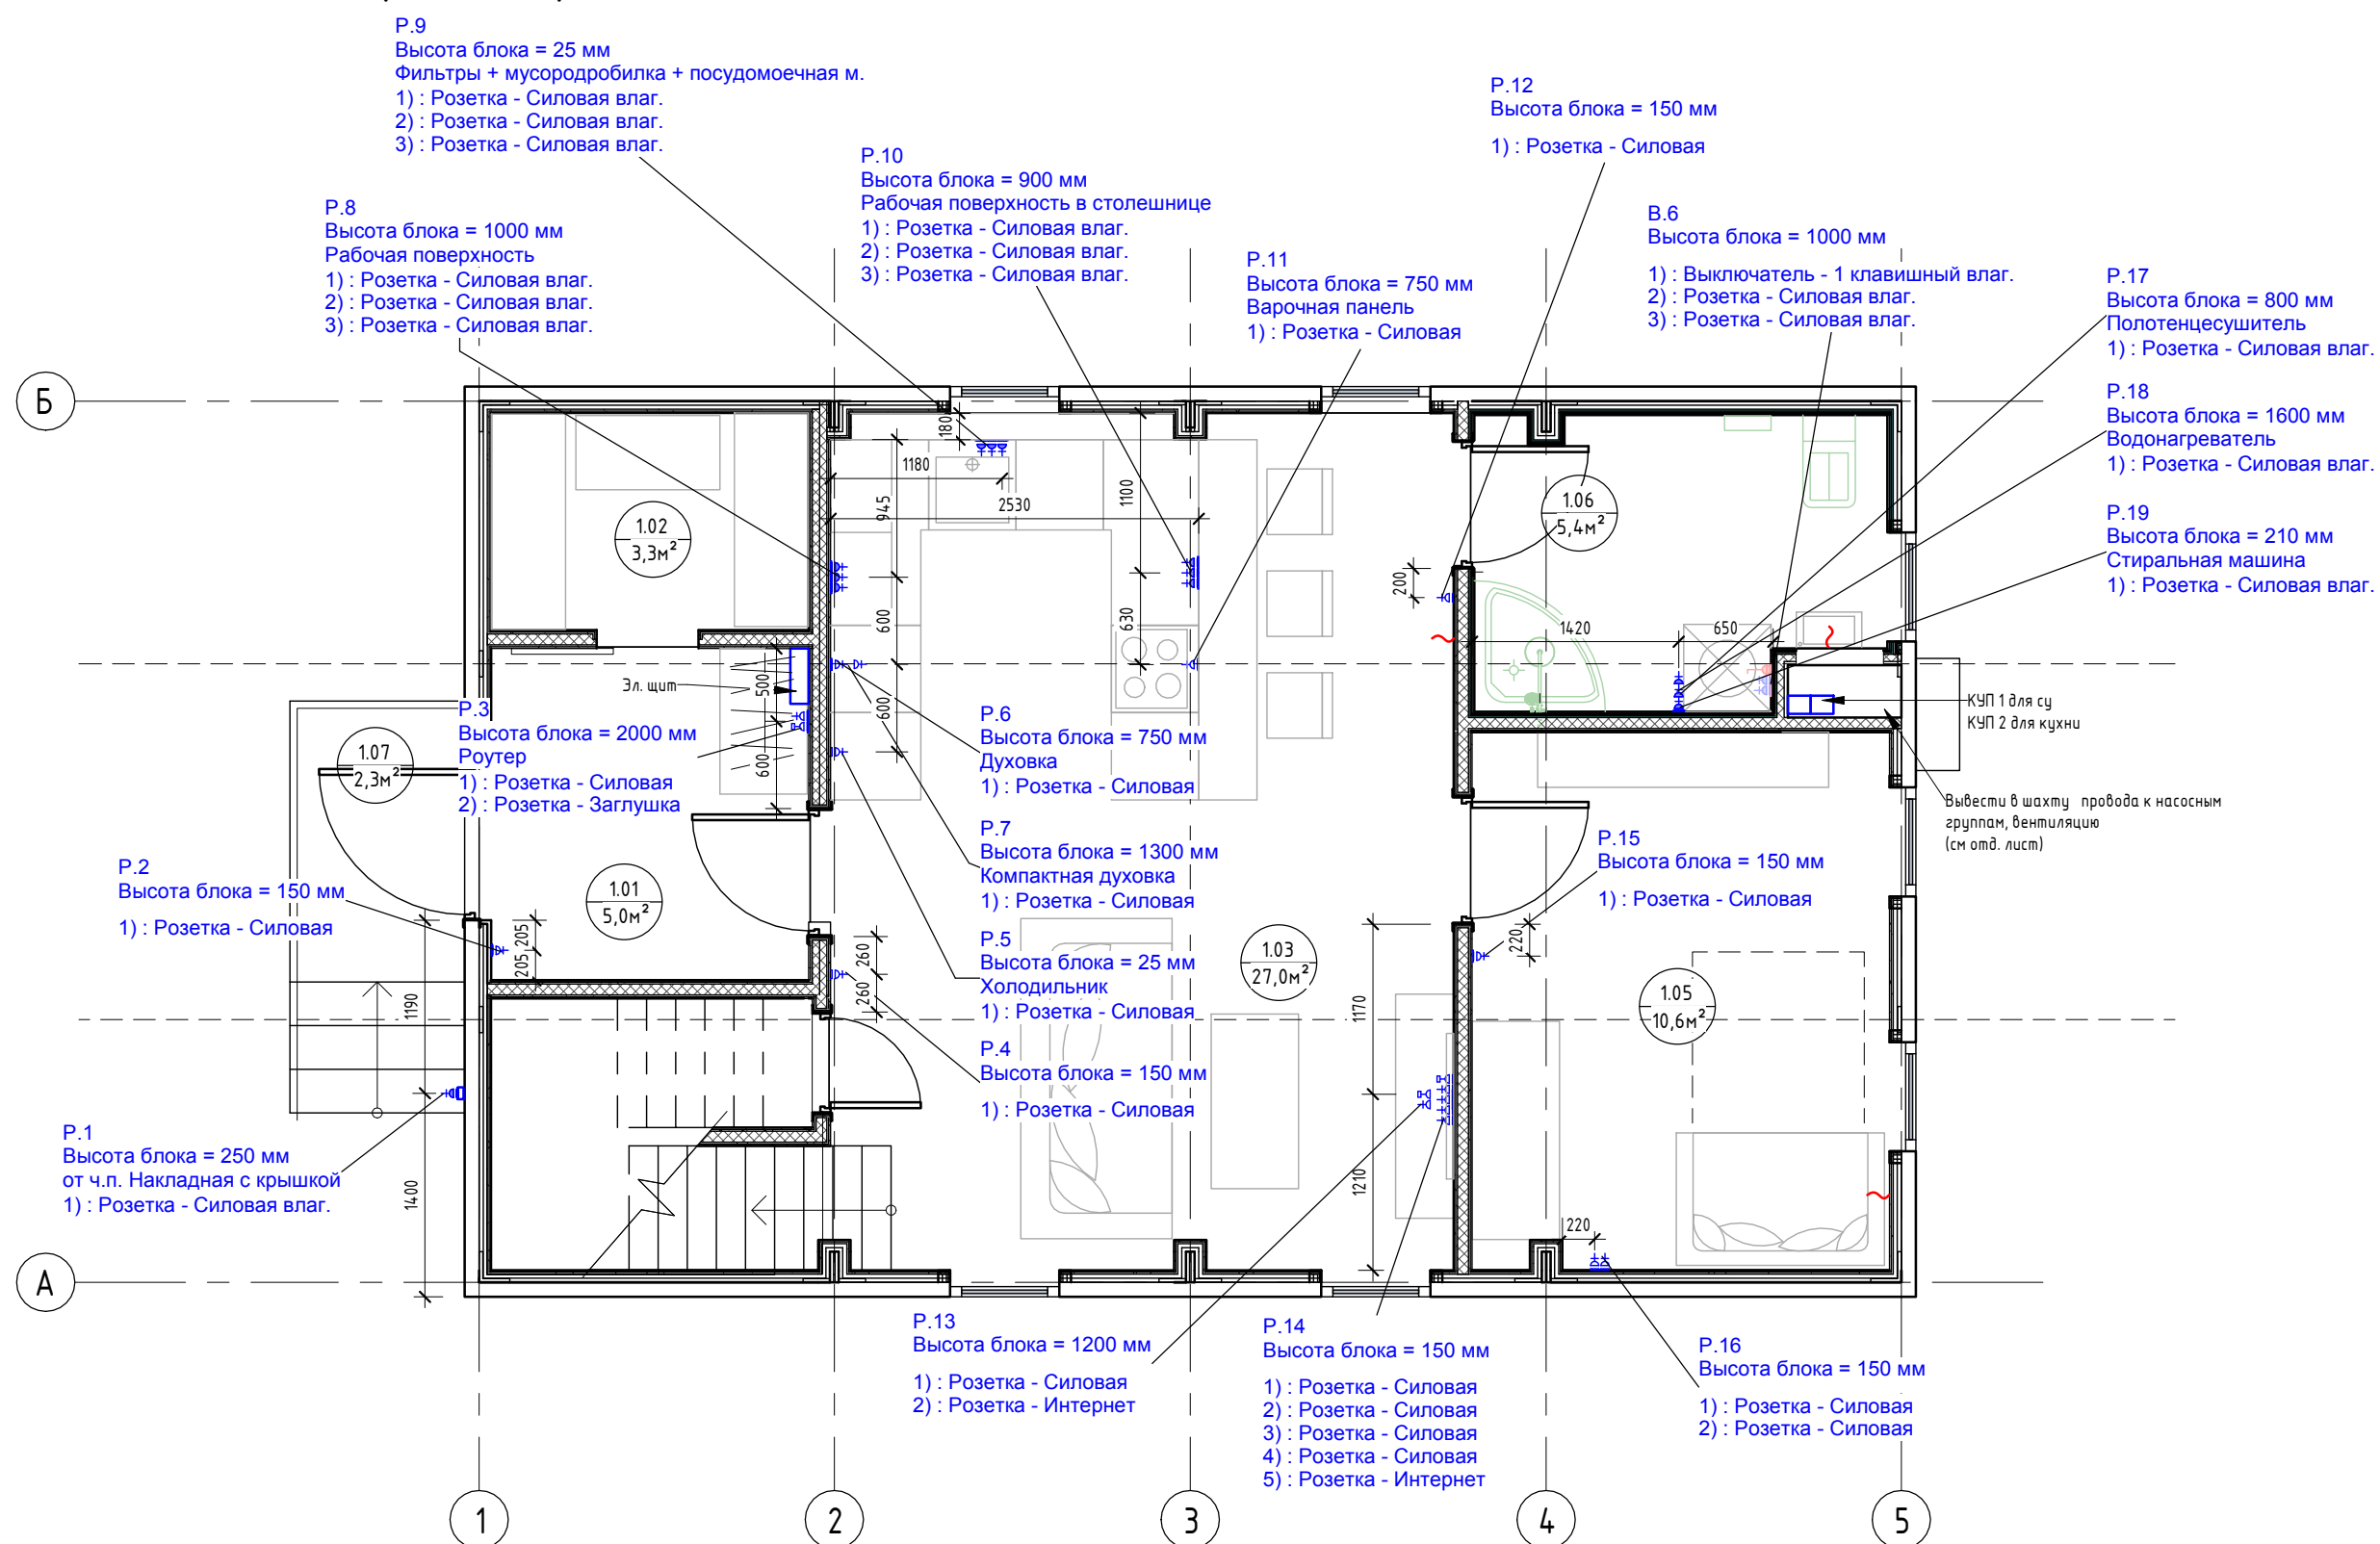 Р.9
Высота блока = 25 мм
Фильтры + мусородробилка + посудомоечная м.
1) : Розетка - Силовая влаг.
2) : Розетка - Силовая влаг.
3) : Розетка - Силовая влаг.
Р.12
Высота блока = 150 мм
1) : Розетка - Силовая
Р.10
Высота блока = 900 мм
Рабочая поверхность в столешнице
1) : Розетка - Силовая влаг.
2) : Розетка - Силовая влаг.
3) : Розетка - Силовая влаг.
Р.8
Высота блока = 1000 мм
Рабочая поверхность
1) : Розетка - Силовая влаг.
2) : Розетка - Силовая влаг.
3) : Розетка - Силовая влаг.
Р.11
Высота блока = 750 мм
Варочная панель
1) : Розетка - Силовая
В.6
Высота блока = 1000 мм
1) : Выключатель - 1 клавишный влаг.
2) : Розетка - Силовая влаг.
3) : Розетка - Силовая влаг.
Р.17
Высота блока = 800 мм
Полотенцесушитель
1) : Розетка - Силовая влаг.
Р.18
Высота блока = 1600 мм
Водонагреватель
1) : Розетка - Силовая влаг.
Р.19
Высота блока = 210 мм
Стиральная машина
1) : Розетка - Силовая влаг.
Б
180
1180
945
2530
1100
600
630
600
1.02
3,3м²
1.06
5,4м²
200
1420
650
Эл. щит
500
600
Р.3
Высота блока = 2000 мм
Роутер
1) : Розетка - Силовая
2) : Розетка - Заглушка
1.07
2,3м²
Р.6
Высота блока = 750 мм
Духовка
1) : Розетка - Силовая
КУП 1 для су
КУП 2 для кухни
Вывести в шахту провода к насосным
группам, вентиляцию
(см отд. лист)
Р.7
Высота блока = 1300 мм
Компактная духовка
1) : Розетка - Силовая
Р.15
Высота блока = 150 мм
1) : Розетка - Силовая
Р.2
Высота блока = 150 мм
1) : Розетка - Силовая
1.01
5,0м²
205
205
260
260
Р.5
Высота блока = 25 мм
Холодильник
1) : Розетка - Силовая
1.03
27,0м²
220
1.05
10,6м²
1190
1170
Р.4
Высота блока = 150 мм
1) : Розетка - Силовая
Р.1
Высота блока = 250 мм
от ч.п. Накладная с крышкой
1) : Розетка - Силовая влаг.
1400
1210
220
А
Р.13
Высота блока = 1200 мм
1) : Розетка - Силовая
2) : Розетка - Интернет
Р.14
Высота блока = 150 мм
1) : Розетка - Силовая
2) : Розетка - Силовая
3) : Розетка - Силовая
4) : Розетка - Силовая
5) : Розетка - Интернет
Р.16
Высота блока = 150 мм
1) : Розетка - Силовая
2) : Розетка - Силовая
1
2
3
4
5